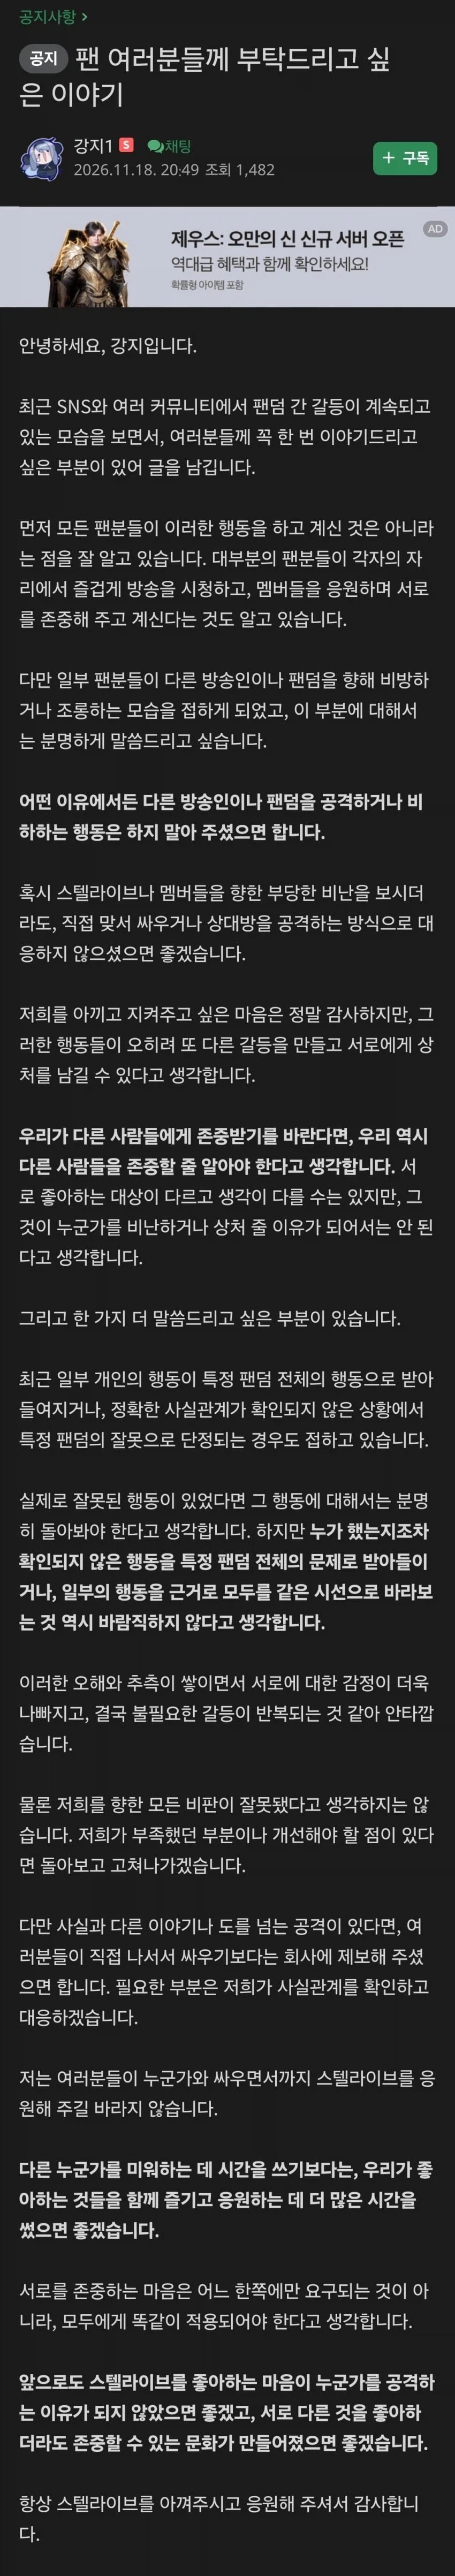 공지사항 >
공지 팬 여러분들께 부탁드리고 싶
은 이야기
강지1 S 채팅
2026.11.18. 20:49 조회 1,482
+ 구독
제우스: 오만의 신 신규 서버 오픈
AD
역대급 혜택과 함께 확인하세요!
확률형 아이템 포함
안녕하세요, 강지입니다.
최근 SNS와 여러 커뮤니티에서 팬덤 간 갈등이 계속되고
있는 모습을 보면서, 여러분들께 꼭 한 번 이야기드리고
싶은 부분이 있어 글을 남깁니다.
먼저 모든 팬분들이 이러한 행동을 하고 계신 것은 아니라
는 점을 잘 알고 있습니다. 대부분의 팬분들이 각자의 자
리에서 즐겁게 방송을 시청하고, 멤버들을 응원하며 서로
를 존중해 주고 계신다는 것도 알고 있습니다.
다만 일부 팬분들이 다른 방송인이나 팬덤을 향해 비방하
거나 조롱하는 모습을 접하게 되었고, 이 부분에 대해서
는 분명하게 말씀드리고 싶습니다.
어떤 이유에서든 다른 방송인이나 팬덤을 공격하거나 비
하하는 행동은 하지 말아 주셨으면 합니다.
혹시 스텔라이브나 멤버들을 향한 부당한 비난을 보시더
라도, 직접 맞서 싸우거나 상대방을 공격하는 방식으로 대
응하지 않으셨으면 좋겠습니다.
저희를 아끼고 지켜주고 싶은 마음은 정말 감사하지만, 그
러한 행동들이 오히려 또 다른 갈등을 만들고 서로에게 상
처를 남길 수 있다고 생각합니다.
우리가 다른 사람들에게 존중받기를 바란다면, 우리 역시
다른 사람들을 존중할 줄 알아야 한다고 생각합니다. 서
로 좋아하는 대상이 다르고 생각이 다를 수는 있지만, 그
것이 누군가를 비난하거나 상처 줄 이유가 되어서는 안 된
다고 생각합니다.
그리고 한 가지 더 말씀드리고 싶은 부분이 있습니다.
최근 일부 개인의 행동이 특정 팬덤 전체의 행동으로 받아
들여지거나, 정확한 사실관계가 확인되지 않은 상황에서
특정 팬덤의 잘못으로 단정되는 경우도 접하고 있습니다.
실제로 잘못된 행동이 있었다면 그 행동에 대해서는 분명
히 돌아봐야 한다고 생각합니다. 하지만 누가 했는지조차
확인되지 않은 행동을 특정 팬덤 전체의 문제로 받아들이
거나, 일부의 행동을 근거로 모두를 같은 시선으로 바라보
는 것 역시 바람직하지 않다고 생각합니다.
이러한 오해와 추측이 쌓이면서 서로에 대한 감정이 더욱
나빠지고, 결국 불필요한 갈등이 반복되는 것 같아 안타깝
습니다.
물론 저희를 향한 모든 비판이 잘못됐다고 생각하지는 않
습니다. 저희가 부족했던 부분이나 개선해야 할 점이 있다
면 돌아보고 고쳐나가겠습니다.
다만 사실과 다른 이야기나 도를 넘는 공격이 있다면, 여
러분들이 직접 나서서 싸우기보다는 회사에 제보해 주셨
으면 합니다. 필요한 부분은 저희가 사실관계를 확인하고
대응하겠습니다.
저는 여러분들이 누군가와 싸우면서까지 스텔라이브를 응
원해 주길 바라지 않습니다.
다른 누군가를 미워하는 데 시간을 쓰기보다는, 우리가 좋
아하는 것들을 함께 즐기고 응원하는 데 더 많은 시간을
썼으면 좋겠습니다.
서로를 존중하는 마음은 어느 한쪽에만 요구되는 것이 아
니라, 모두에게 똑같이 적용되어야 한다고 생각합니다.
앞으로도 스텔라이브를 좋아하는 마음이 누군가를 공격하
는 이유가 되지 않았으면 좋겠고, 서로 다른 것을 좋아하
더라도 존중할 수 있는 문화가 만들어졌으면 좋겠습니다.
항상 스텔라이브를 아껴주시고 응원해 주셔서 감사합니
다.